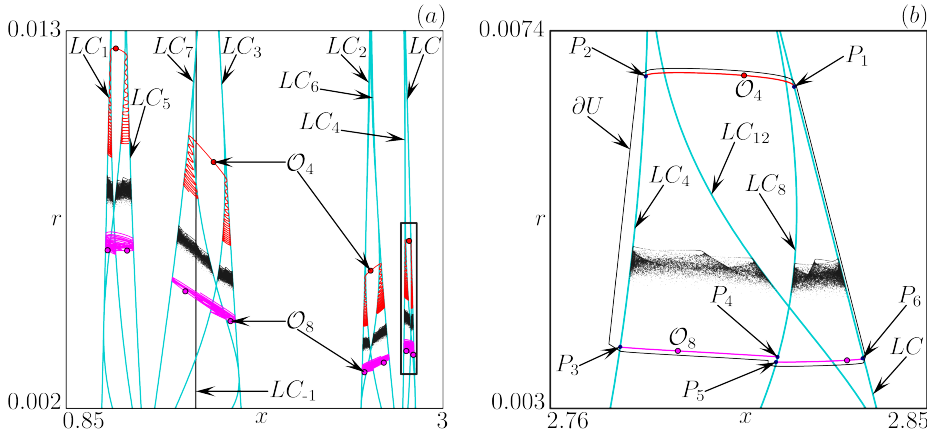 (a)
0.013
LC1
LC7
LC3
LC2
LC
LC6
LC5
LC4
r
O4
O8
LC-1
0.002
0.85
x
3
(b)
0.0074
P2
P1
O4
∂U
LC12
LC4
LC8
r
P4
P6
O8
P3
P5
LC
0.003
2.76
x
2.85